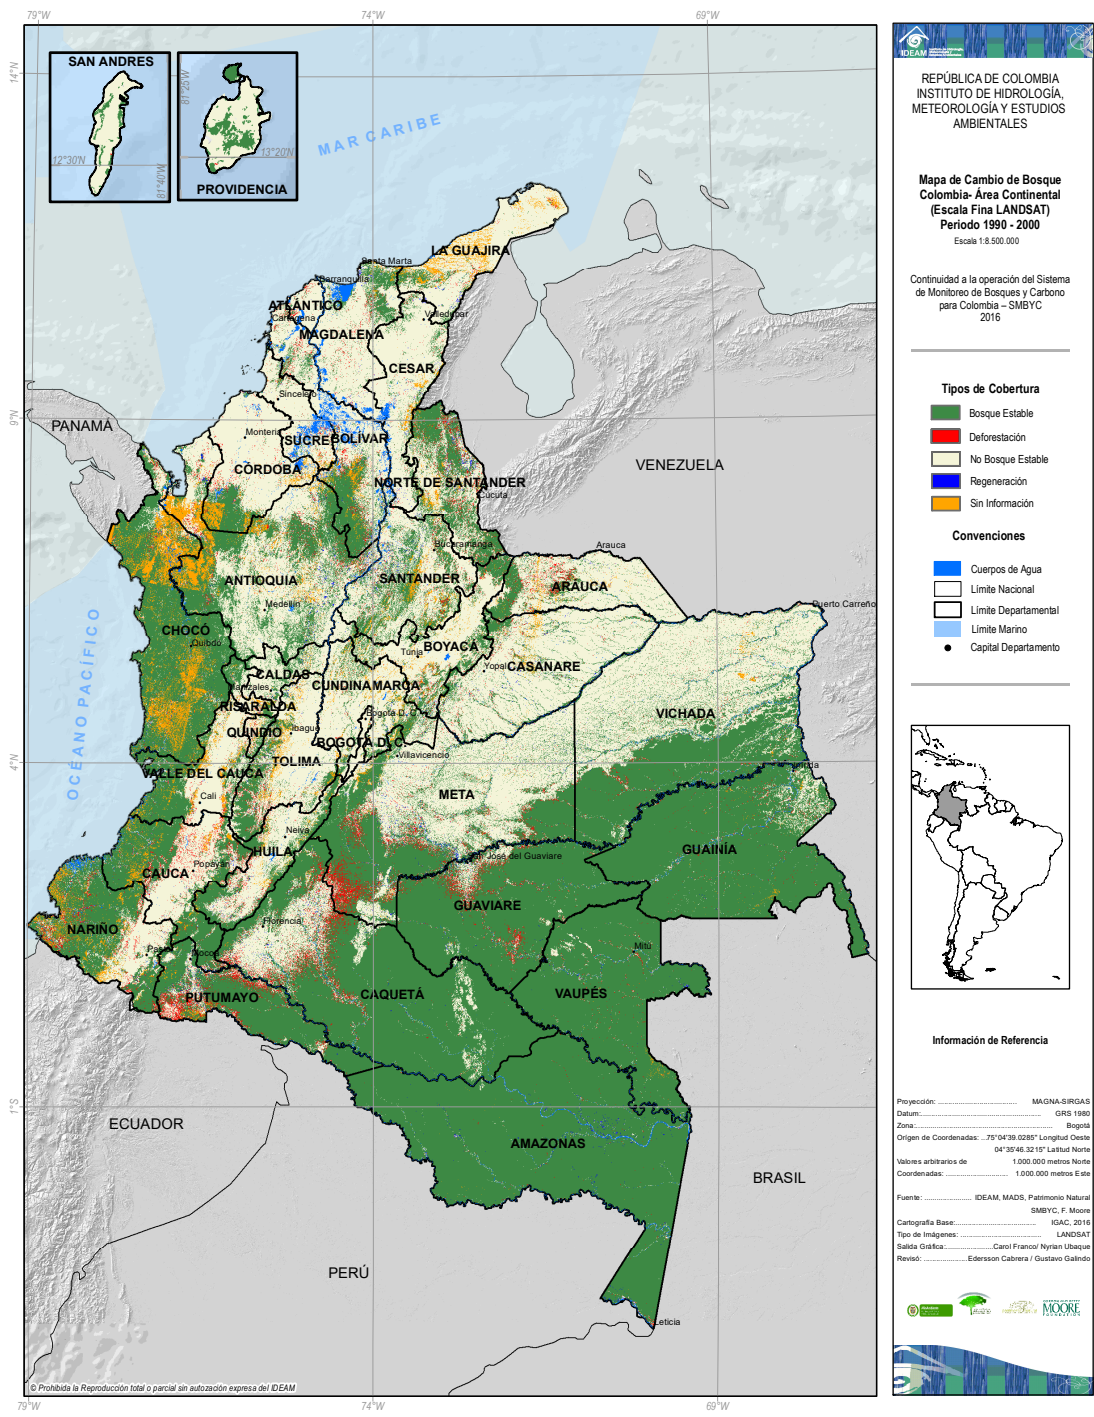 79°W
74°W
69°W
14°N
9°N
4°N
1°S
SAN ANDRES
12°30'N
81°40'W
81°25'W
13°20'N
PROVIDENCIA
MAR CARIBE
OCÉANO PACÍFICO
LA GUAJIRA
Santa Marta
Barranquilla
ATLÁNTICO
Cartagena
MAGDALENA
Valledupar
CESAR
Sincelejo
PANAMÁ
Montería
SUCRE
BOLÍVAR
CÓRDOBA
VENEZUELA
NORTE DE SANTANDER
Cúcuta
Bucaramanga
Arauca
ANTIOQUIA
SANTANDER
ARAUCA
Medellín
Puerto Carreño
CHOCÓ
Quibdó
BOYACÁ
Tunja
Yopal
CASANARE
CALDAS
Manizales
CUNDINAMARCA
RISARALDA
Bogotá D. C.
VICHADA
QUINDIO
Ibagué
BOGOTÁ D. C.
Villavicencio
TOLIMA
VALLE DEL CAUCA
Cali
META
Neiva
HUILA
San José del Guaviare
GUAINÍA
CAUCA
Popayán
GUAVIARE
NARIÑO
Florencia
Pasto
Mocoa
Mitú
PUTUMAYO
CAQUETÁ
VAUPÉS
ECUADOR
AMAZONAS
BRASIL
PERÚ
Leticia
© Prohibida la Reproducción total o parcial sin autozación expresa del IDEAM
79°W
74°W
69°W
IDEAM
REPÚBLICA DE COLOMBIA
INSTITUTO DE HIDROLOGÍA,
METEOROLOGÍA Y ESTUDIOS
AMBIENTALES
Mapa de Cambio de Bosque
Colombia- Área Continental
(Escala Fina LANDSAT)
Periodo 1990 - 2000
Escala 1:8.500.000
Continuidad a la operación del Sistema
de Monitoreo de Bosques y Carbono
para Colombia – SMBYC
2016
Tipos de Cobertura
Bosque Estable
Deforestación
No Bosque Estable
Regeneración
Sin Información
Convenciones
Cuerpos de Agua
Límite Nacional
Límite Departamental
Límite Marino
Capital Departamento
Información de Referencia
Proyección: ........ MAGNA-SIRGAS
Datum:........ GRS 1980
Zona:........ Bogotá
Origen de Coordenadas: ...75°04'39.0285" Longitud Oeste
04°35'46.3215" Latitud Norte
Valores arbitrarios de 1.000.000 metros Norte
Coordenadas: ........ 1.000.000 metros Este
Fuente: ........ IDEAM, MADS, Patrimonio Natural
SMBYC, F. Moore
Cartografía Base:........ IGAC, 2016
Tipo de Imágenes: ........ LANDSAT
Salida Gráfica:........Carol Franco/ Nyrian Ubaque
Revisó: ........Edersson Cabrera / Gustavo Galindo
MOORE
FOUNDATION